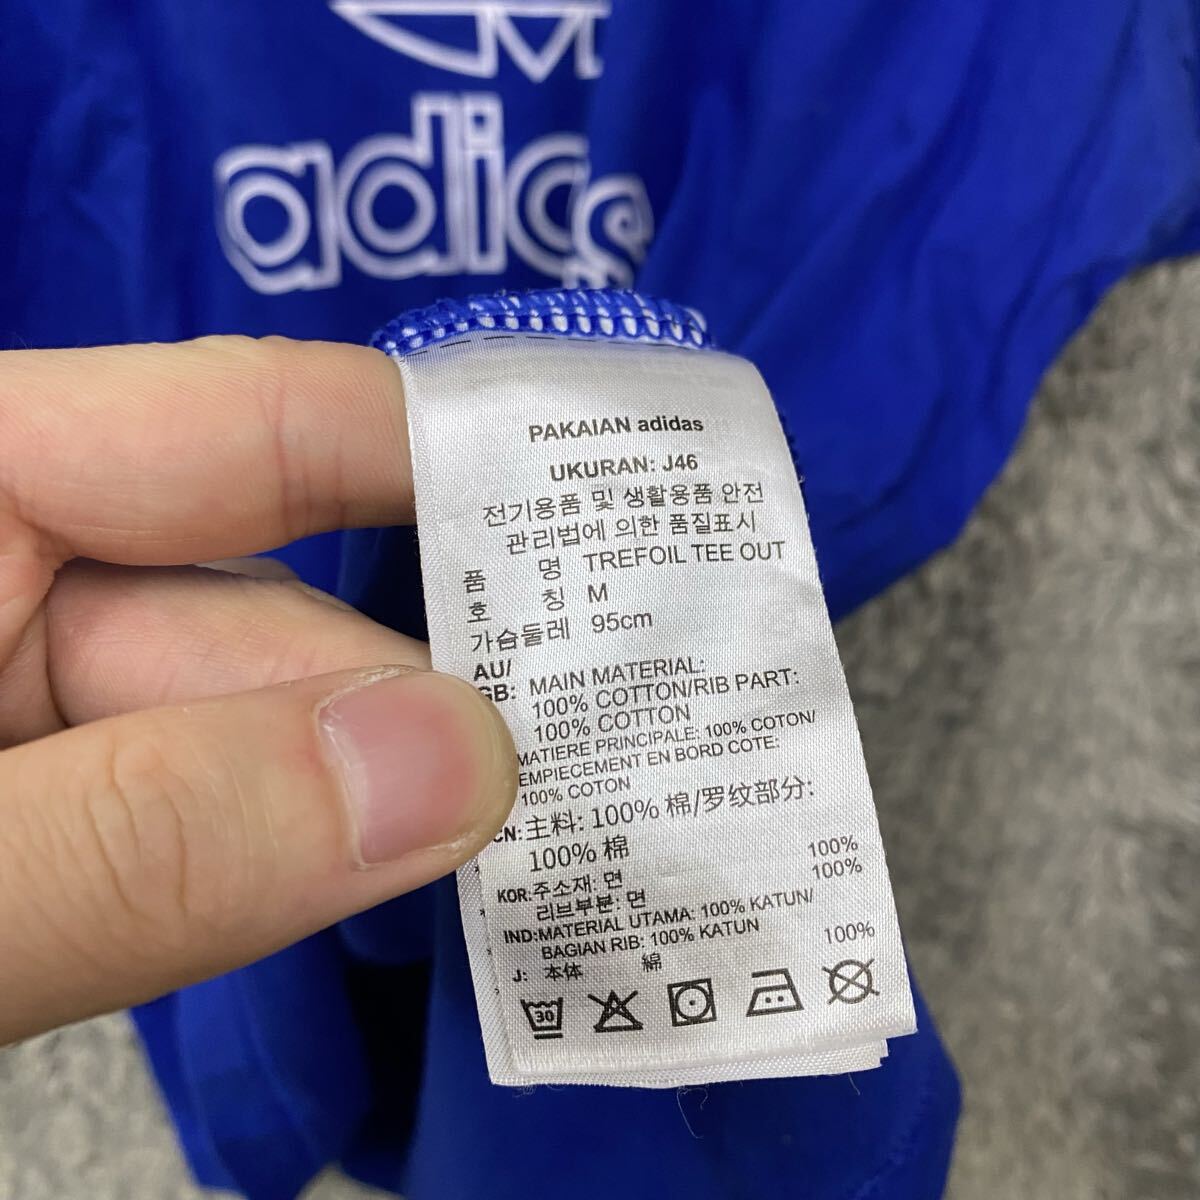 adidas
PAKAIAN adidas
UKURAN: J46
전기용품 및 생활용품 안전
관리법에 의한 품질표시
품 명 TREFOIL TEE OUT
호 칭 M
가슴둘레 95cm
AU/
GB: MAIN MATERIAL:
100% COTTON/RIB PART:
100% COTTON
MATIERE PRINCIPALE: 100% COTON/
EMPIECEMENT EN BORD COTE:
100% COTON
CN: 主料: 100% 棉/罗纹部分:
100% 棉
KOR: 주소재: 면 100%
리브부분: 면 100%
IND: MATERIAL UTAMA: 100% KATUN/
BAGIAN RIB: 100% KATUN
J: 本体 綿 100%
30